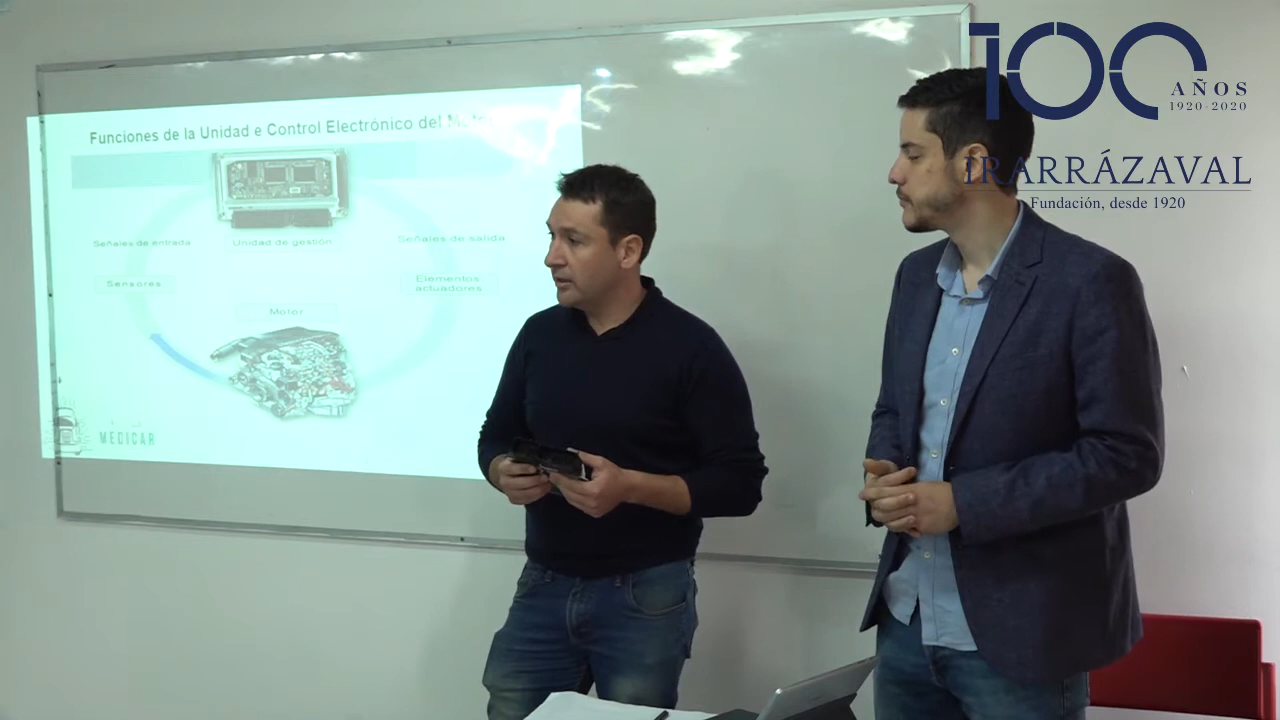 100
AÑOS
1920-2020
IRARRÁZAVAL
Fundación, desde 1920
Funciones de la Unidad e Control Electrónico del Motor
Señales de entrada
Unidad de gestión
Señales de salida
Sensores
Elementos
actuadores
Motor
MEDICAR